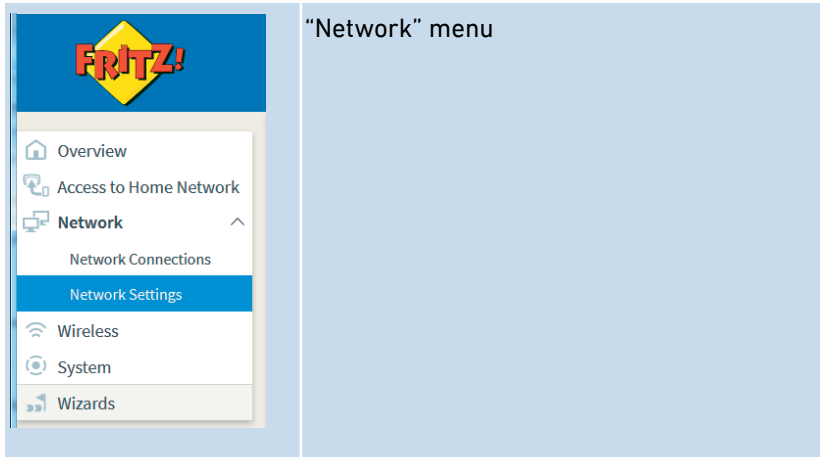 FRITZ!
“Network” menu
Overview
Access to Home Network
Network
Network Connections
Network Settings
Wireless
System
Wizards